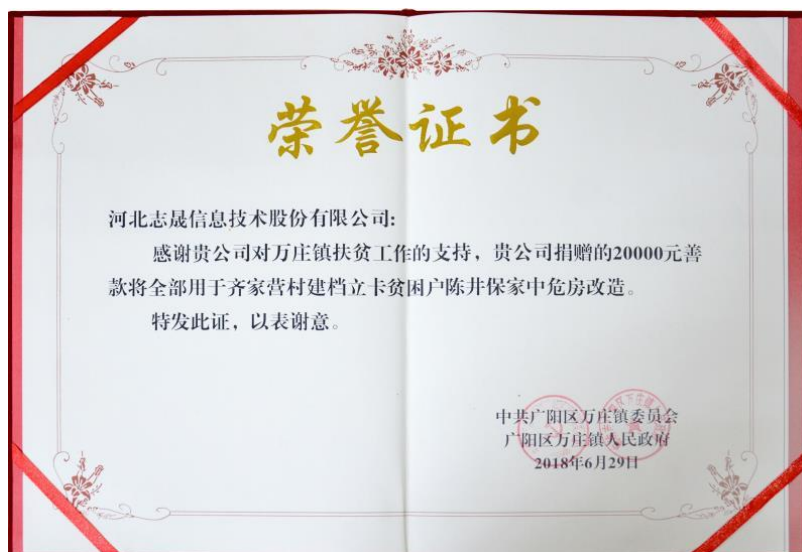 荣誉证书
河北志晟信息技术股份有限公司:
感谢贵公司对万庄镇扶贫工作的支持，贵公司捐赠的20000元善
款将全部用于齐家营村建档立卡贫困户陈井保家中危房改造。
特发此证，以表谢意。
中共广阳区万庄镇委员会
广阳区万庄镇人民政府
2018年6月29日